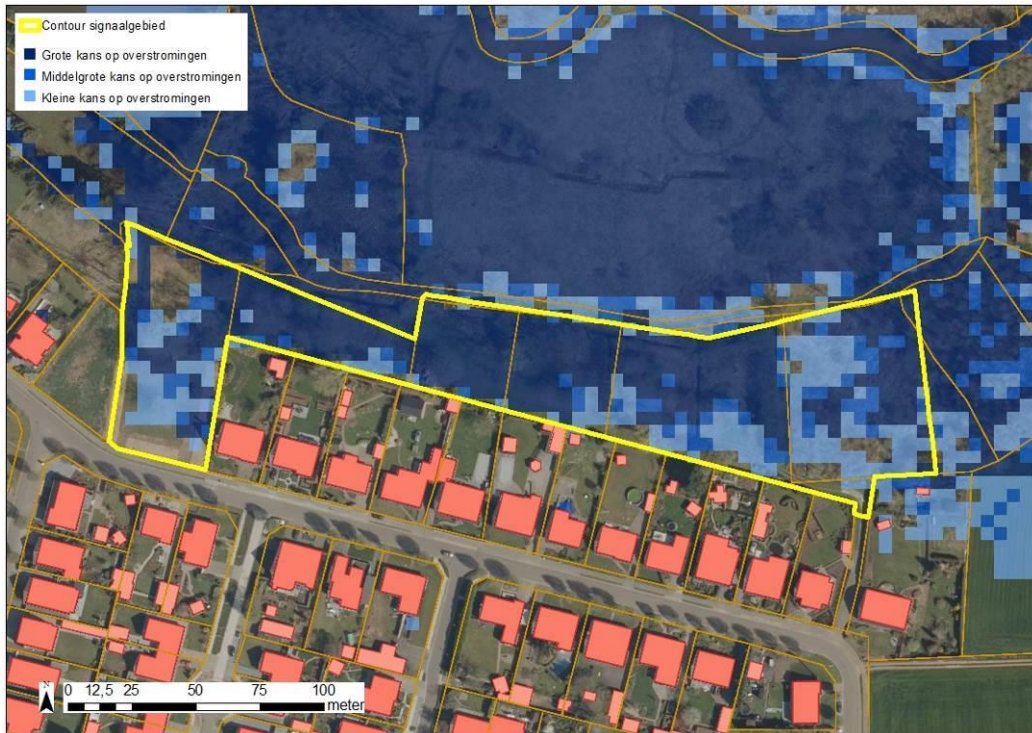 Contour signaalgebied
Grote kans op overstromingen
Middelgrote kans op overstromingen
Kleine kans op overstromingen
N
0 12,5 25 50 75 100
meter